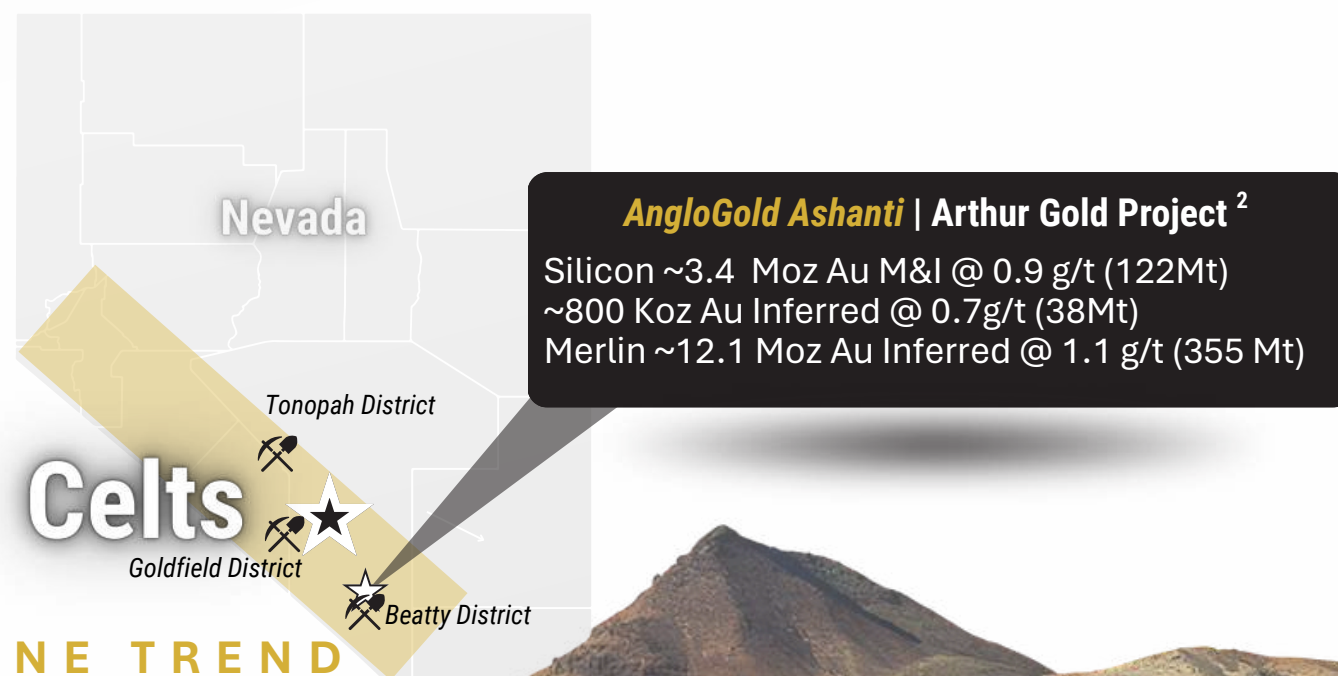 Nevada
AngloGold Ashanti | Arthur Gold Project 2
Silicon ~3.4 Moz Au M&I @ 0.9 g/t (122Mt)
~800 Koz Au Inferred @ 0.7g/t (38Mt)
Merlin ~12.1 Moz Au Inferred @ 1.1 g/t (355 Mt)
Tonopah District
Celts
Goldfield District
Beatty District
NE TREND